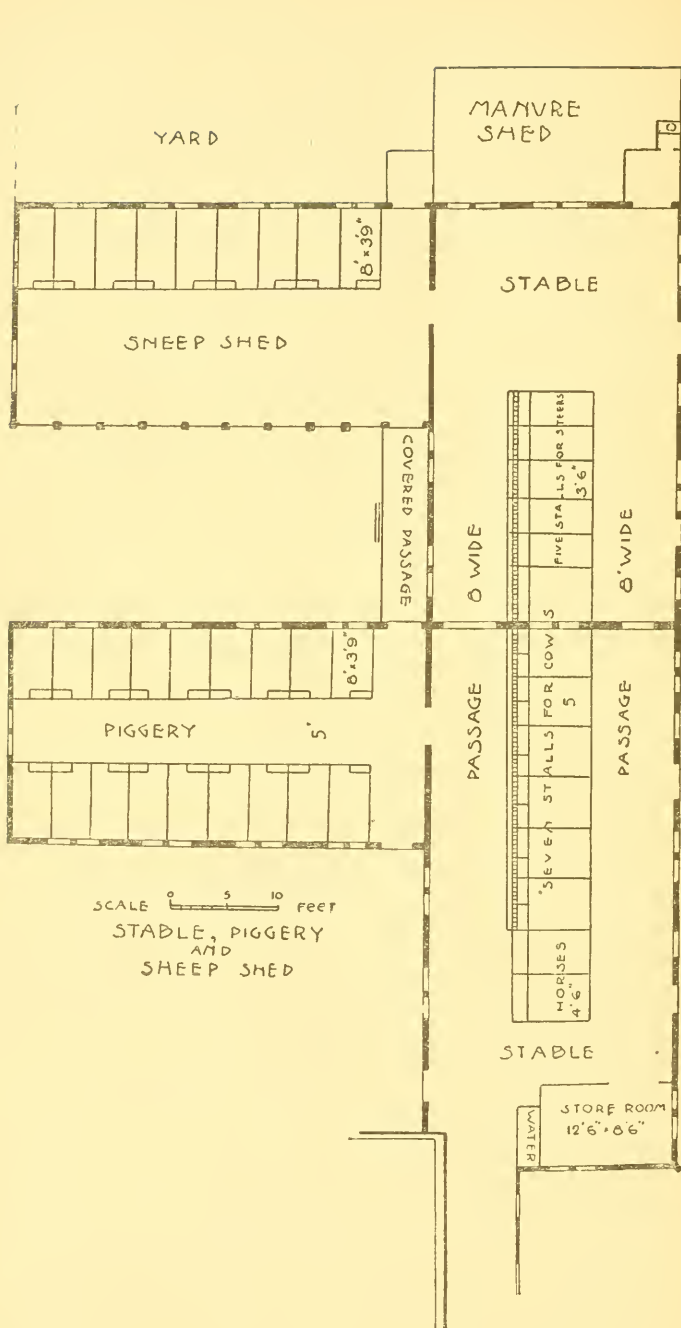 YARD
MANURE
SHED
8' × 3'9"
STABLE
SHEEP SHED
COVERED PASSAGE
8 WIDE
FIVE STALLS FOR STEERS
3'6"
8' WIDE
8' × 3'9"
PIGGERY
5'
PASSAGE
SEVEN STALLS FOR COWS
5
PASSAGE
SCALE 0 5 10 FEET
STABLE, PIGGERY
AND
SHEEP SHED
HORSES
4'6"
STABLE
WATER
STORE ROOM
12'6" × 8'6"